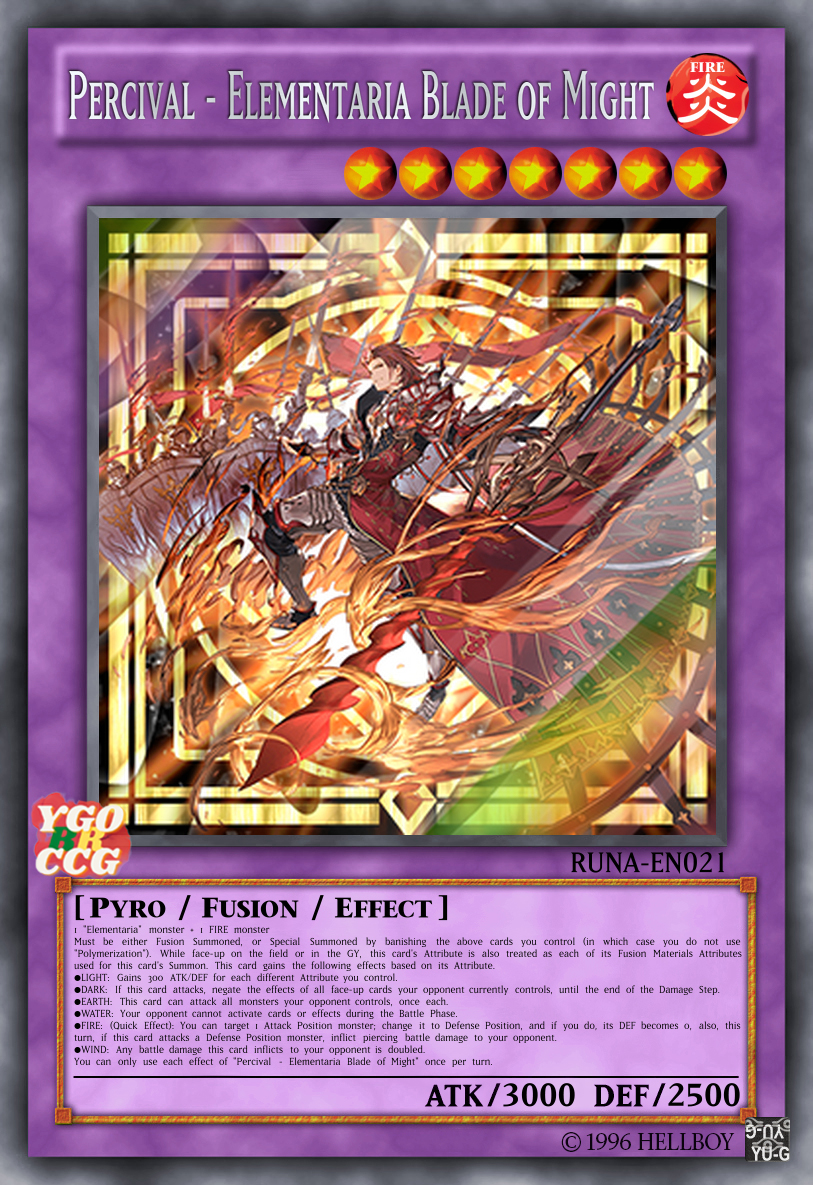 Percival - Elementaria Blade of Might
FIRE
炎
YGO
RR
CCG
RUNA-EN021
[ Pyro / Fusion / Effect ]
1 "Elementaria" monster + 1 FIRE monster
Must be either Fusion Summoned, or Special Summoned by banishing the above cards you control (in which case you do not use
"Polymerization"). While face-up on the field or in the GY, this card's Attribute is also treated as each of its Fusion Materials Attributes
used for this card's Summon. This card gains the following effects based on its Attribute.
●LIGHT: Gains 300 ATK/DEF for each different Attribute you control.
●DARK: If this card attacks, negate the effects of all face-up cards your opponent currently controls, until the end of the Damage Step.
●EARTH: This card can attack all monsters your opponent controls, once each.
●WATER: Your opponent cannot activate cards or effects during the Battle Phase.
●FIRE: (Quick Effect): You can target 1 Attack Position monster; change it to Defense Position, and if you do, its DEF becomes 0, also, this
turn, if this card attacks a Defense Position monster, inflict piercing battle damage to your opponent.
●WIND: Any battle damage this card inflicts to your opponent is doubled.
You can only use each effect of "Percival - Elementaria Blade of Might" once per turn.
ATK/3000 DEF/2500
© 1996 HELLBOY
YU-G
YU-G